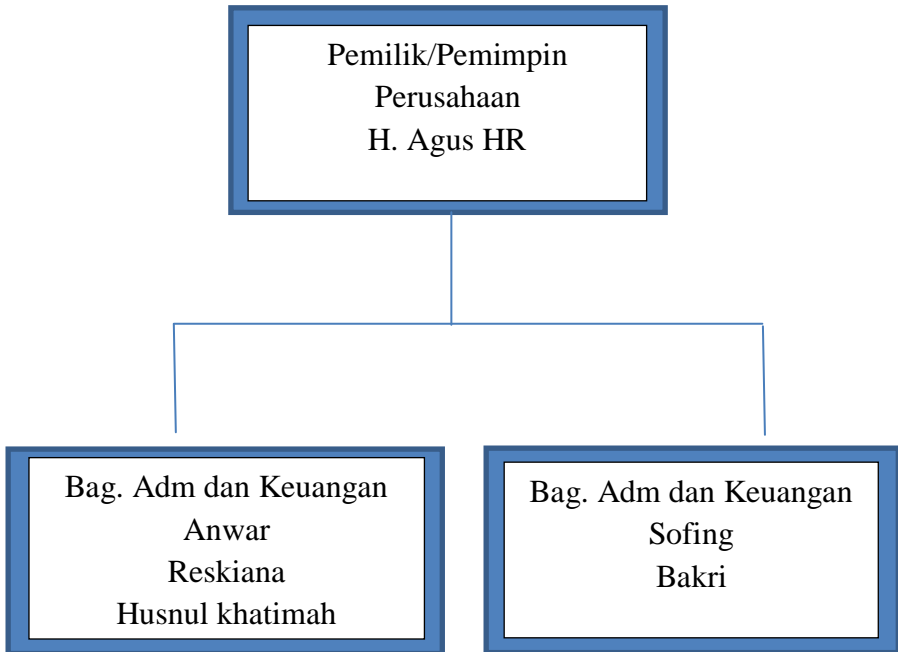 Pemilik/Pemimpin
Perusahaan
H. Agus HR
Bag. Adm dan Keuangan
Anwar
Reskiana
Husnul khatimah
Bag. Adm dan Keuangan
Sofing
Bakri